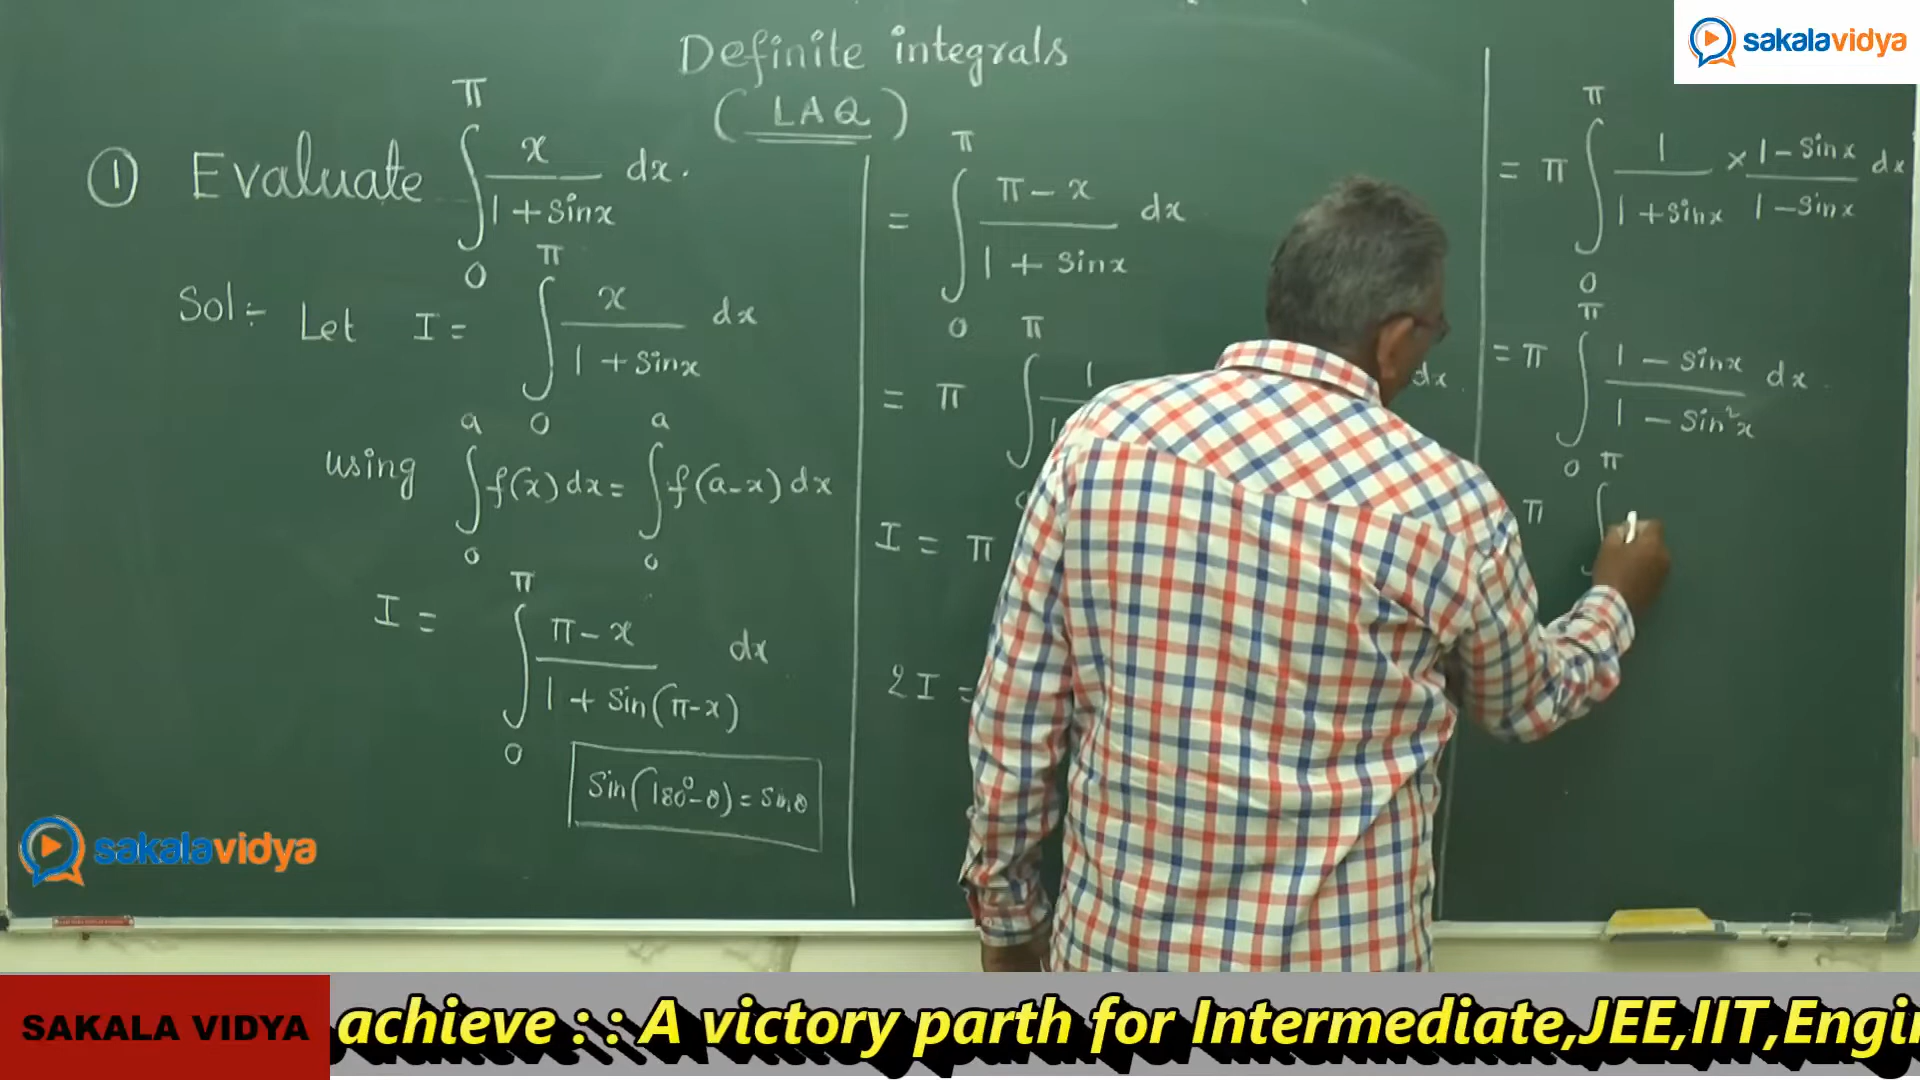 Definite integrals
( LAQ )
① Evaluate ∫₀^π x / (1 + sinx) dx.
Sol:- Let I = ∫₀^π x / (1 + sinx) dx
using ∫₀^a f(x) dx = ∫₀^a f(a-x) dx
I = ∫₀^π (π - x) / (1 + sin(π-x)) dx
sin(180°-θ) = sinθ
= ∫₀^π (π - x) / (1 + sinx) dx
= π ∫^π 1 / 1 dx
I = π
2I =
= π ∫₀^π 1 / (1 + sinx) × (1 - sinx) / (1 - sinx) dx
= π ∫₀^π (1 - sinx) / (1 - sin²x) dx
π ∫^π
sakalavidya
sakalavidya
SAKALA VIDYA
achieve : : A victory parth for Intermediate,JEE,IIT,Engi